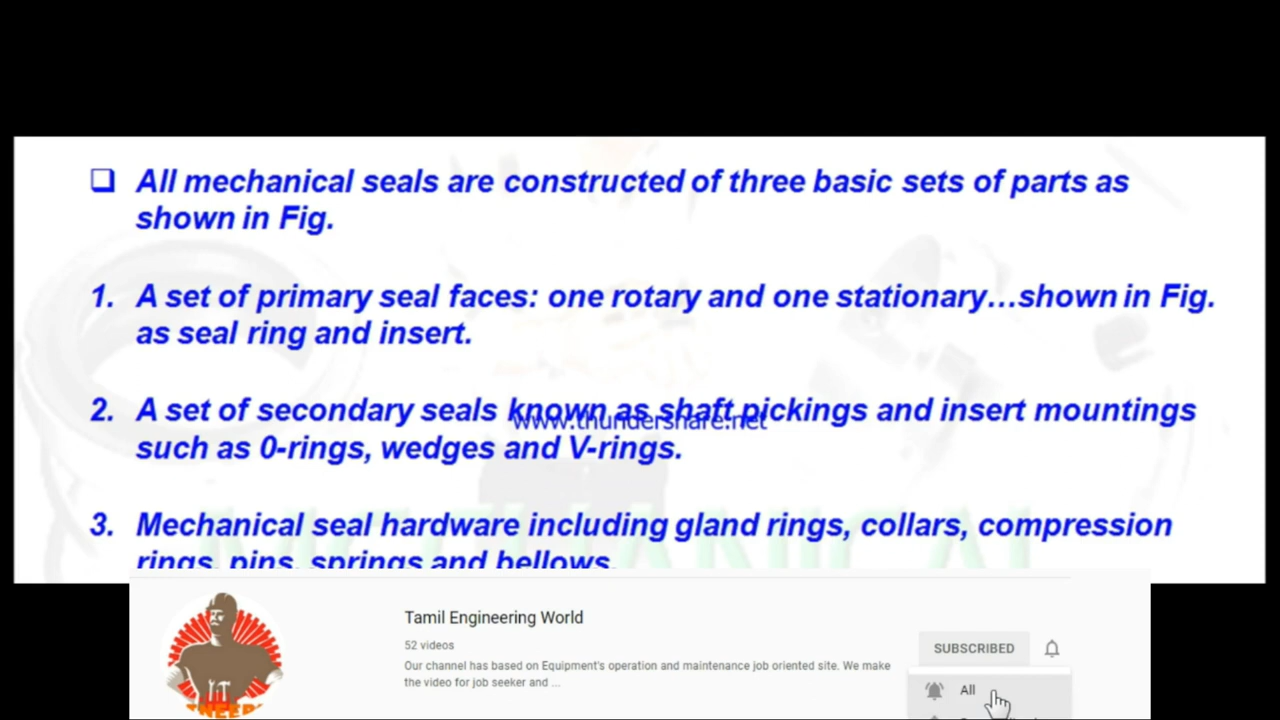 ❑ All mechanical seals are constructed of three basic sets of parts as
shown in Fig.
1. A set of primary seal faces: one rotary and one stationary…shown in Fig.
as seal ring and insert.
2. A set of secondary seals known as shaft pickings and insert mountings
www.thundershare.net
such as 0-rings, wedges and V-rings.
3. Mechanical seal hardware including gland rings, collars, compression
rings, pins, springs and bellows.
Tamil Engineering World
52 videos
SUBSCRIBED
Our channel has based on Equipment's operation and maintenance job oriented site. We make
the video for job seeker and ...
All